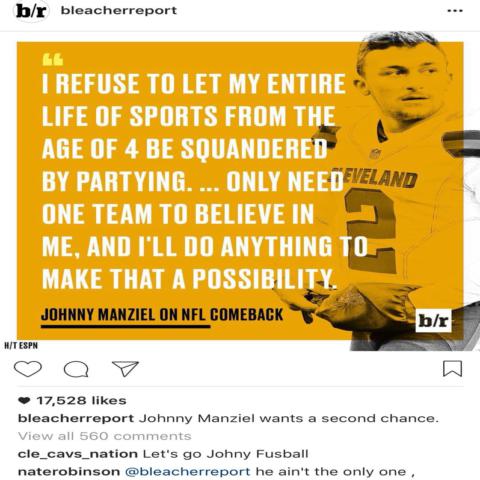 b/r bleacherreport
“
I REFUSE TO LET MY ENTIRE
LIFE OF SPORTS FROM THE
AGE OF 4 BE SQUANDERED
BY PARTYING. ... ONLY NEED
ONE TEAM TO BELIEVE IN
ME, AND I'LL DO ANYTHING TO
MAKE THAT A POSSIBILITY.
JOHNNY MANZIEL ON NFL COMEBACK
CLEVELAND
2
b/r
H/T ESPN
17,528 likes
bleacherreport Johnny Manziel wants a second chance.
View all 560 comments
cle_cavs_nation Let's go Johny Fusball
naterobinson @bleacherreport he ain't the only one ,